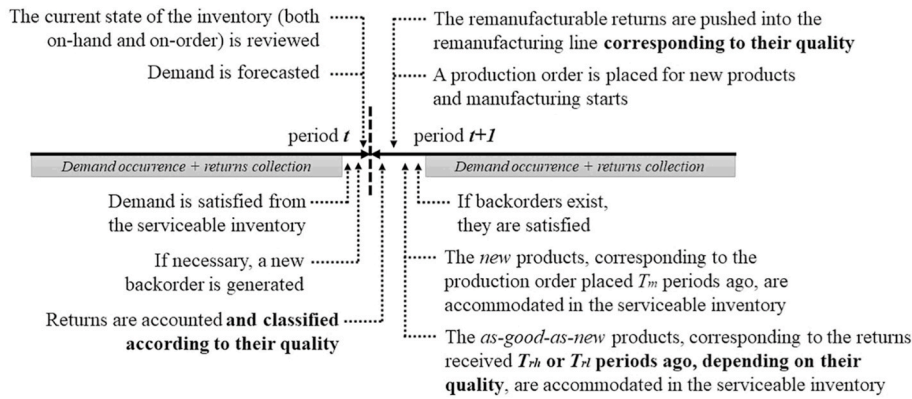 The current state of the inventory (both
on-hand and on-order) is reviewed
Demand is forecasted
The remanufacturable returns are pushed into the
remanufacturing line corresponding to their quality
A production order is placed for new products
and manufacturing starts
period t
period t+1
Demand occurrence + returns collection
Demand occurrence + returns collection
Demand is satisfied from
the serviceable inventory
If necessary, a new
backorder is generated
Returns are accounted and classified
according to their quality
If backorders exist,
they are satisfied
The new products, corresponding to the
production order placed Tm periods ago, are
accommodated in the serviceable inventory
The as-good-as-new products, corresponding to the returns
received Trh or Trl periods ago, depending on their
quality, are accommodated in the serviceable inventory